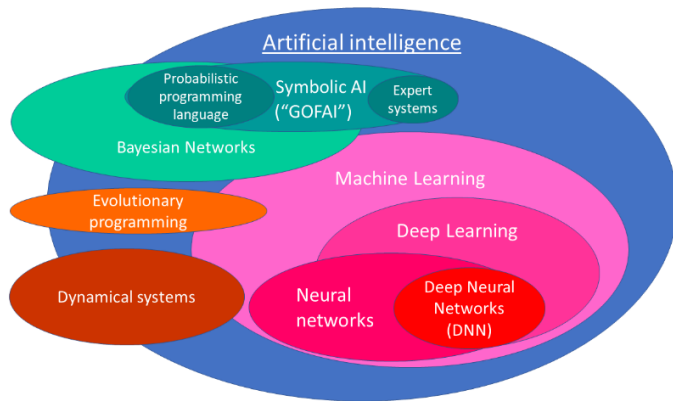 Artificial intelligence
Probabilistic
programming
language
Symbolic AI
("GOFAI")
Expert
systems
Bayesian Networks
Machine Learning
Evolutionary
programming
Deep Learning
Dynamical systems
Neural
networks
Deep Neural
Networks
(DNN)